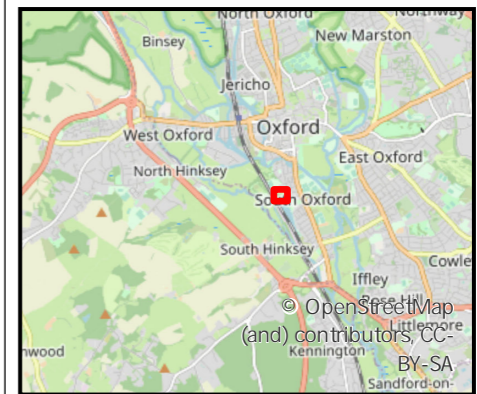 North Oxford
Northway
Binsey
New Marston
Jericho
West Oxford
Oxford
East Oxford
North Hinksey
South Oxford
South Hinksey
Cowle
Iffley
Rose Hill
© OpenStreetMap
(and) contributors, CC-
Littlemore
nwood
Kennington
BY-SA
Sandford-on-